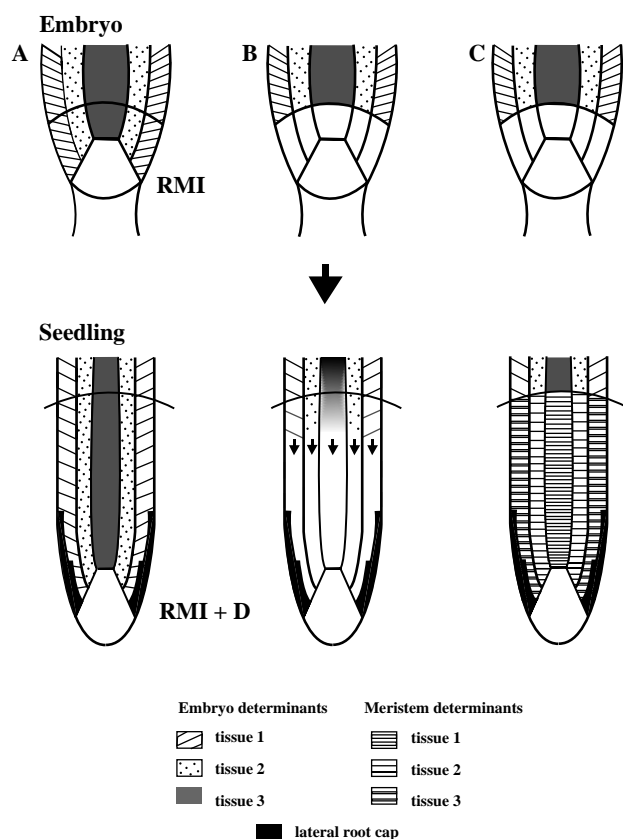 Embryo
A B C
RMI
Seedling
RMI + D
Embryo determinants Meristem determinants
tissue 1 tissue 1
tissue 2 tissue 2
tissue 3 tissue 3
lateral root cap